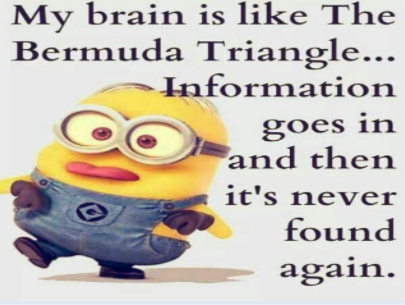 My brain is like The
Bermuda Triangle...
Information
goes in
and then
it's never
found
again.